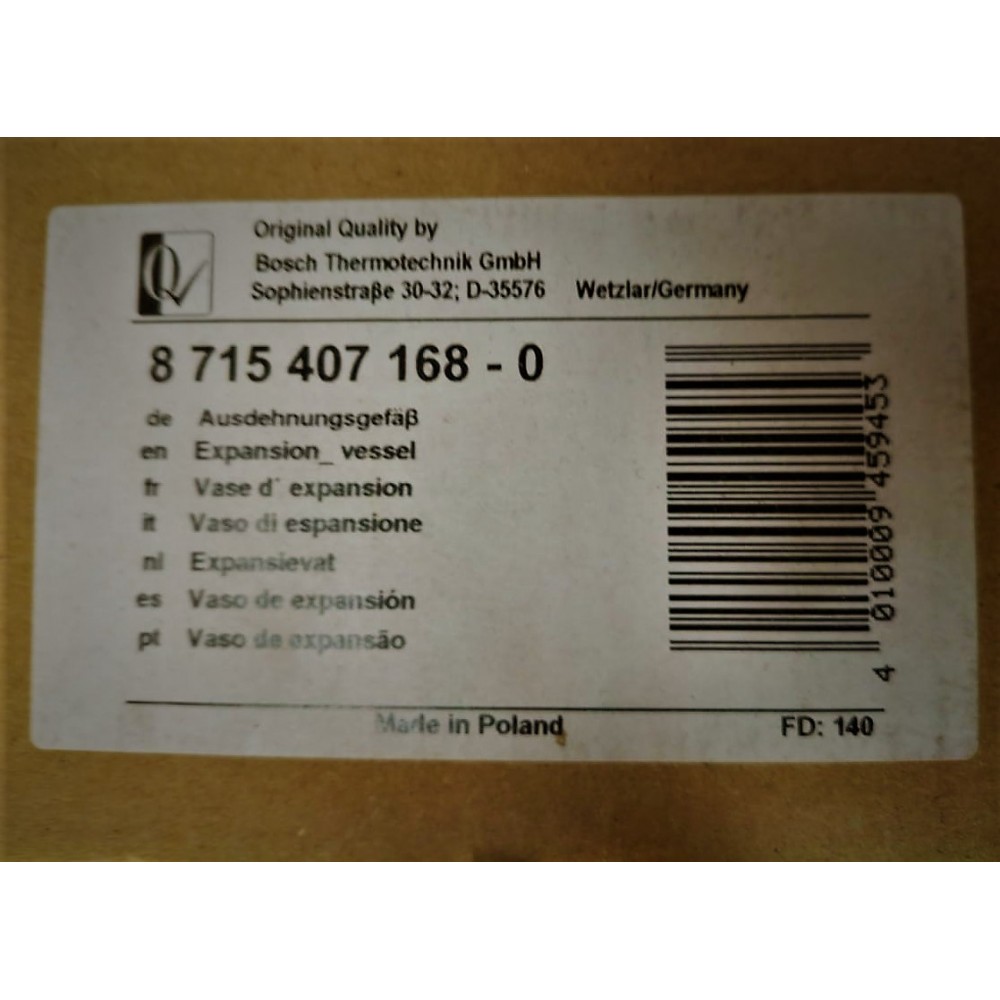 Original Quality by
Bosch Thermotechnik GmbH
Sophienstraße 30-32; D-35576 Wetzlar/Germany
8 715 407 168 - 0
de Ausdehnungsgefäß
en Expansion_ vessel
fr Vase d´ expansion
it Vaso di espansione
nl Expansievat
es Vaso de expansión
pt Vaso de expansão
4 010009 459453
Made in Poland FD: 140